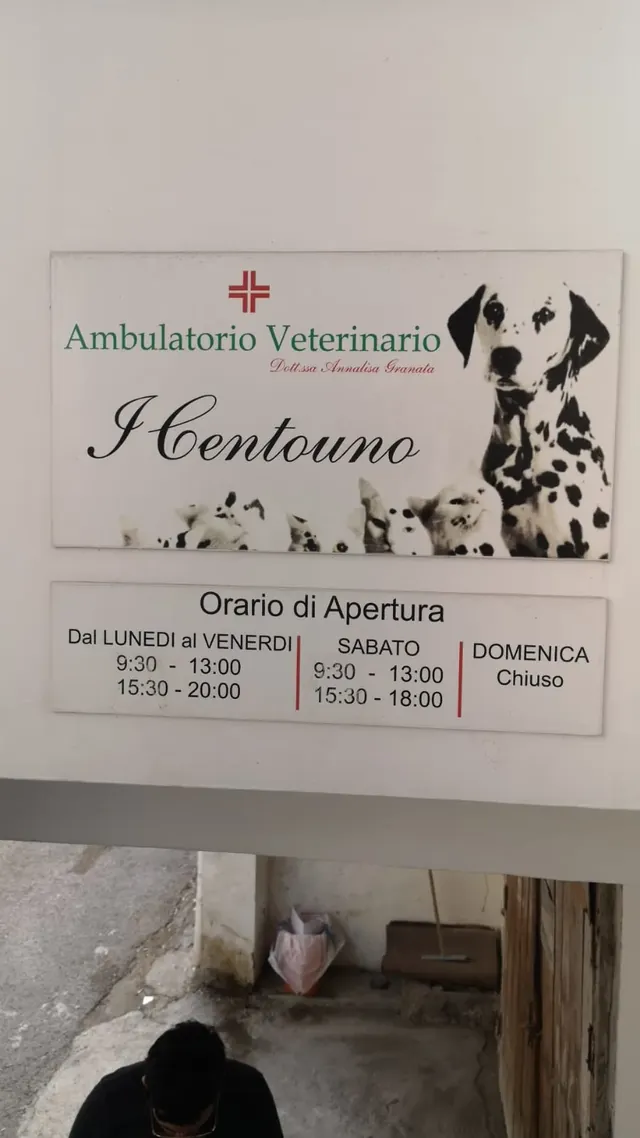 Ambulatorio Veterinario
Dott.ssa Annalisa Granata
I Centouno
Orario di Apertura
Dal LUNEDI al VENERDI
9:30 - 13:00
15:30 - 20:00
SABATO
9:30 - 13:00
15:30 - 18:00
DOMENICA
Chiuso